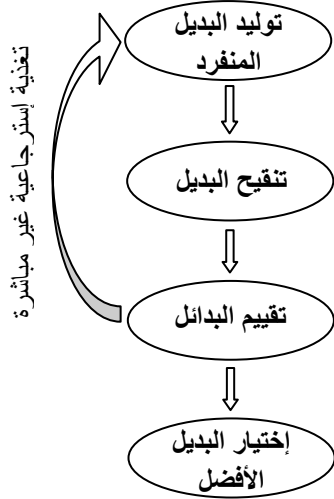 توليد البديل
المنفرد
تنقيح البديل
تقييم البدائل
إختيار البديل
الأفضل
تغذية إسترجاعية غير مباشرة